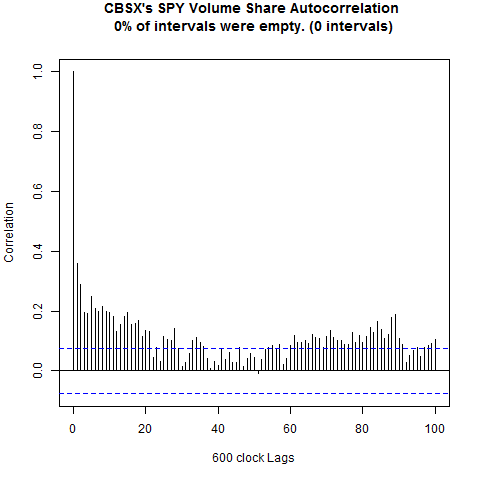 CBSX's SPY Volume Share Autocorrelation
0% of intervals were empty. (0 intervals)
1.0
0.8
0.6
0.4
0.2
0.0
Correlation
0 20 40 60 80 100
600 clock Lags